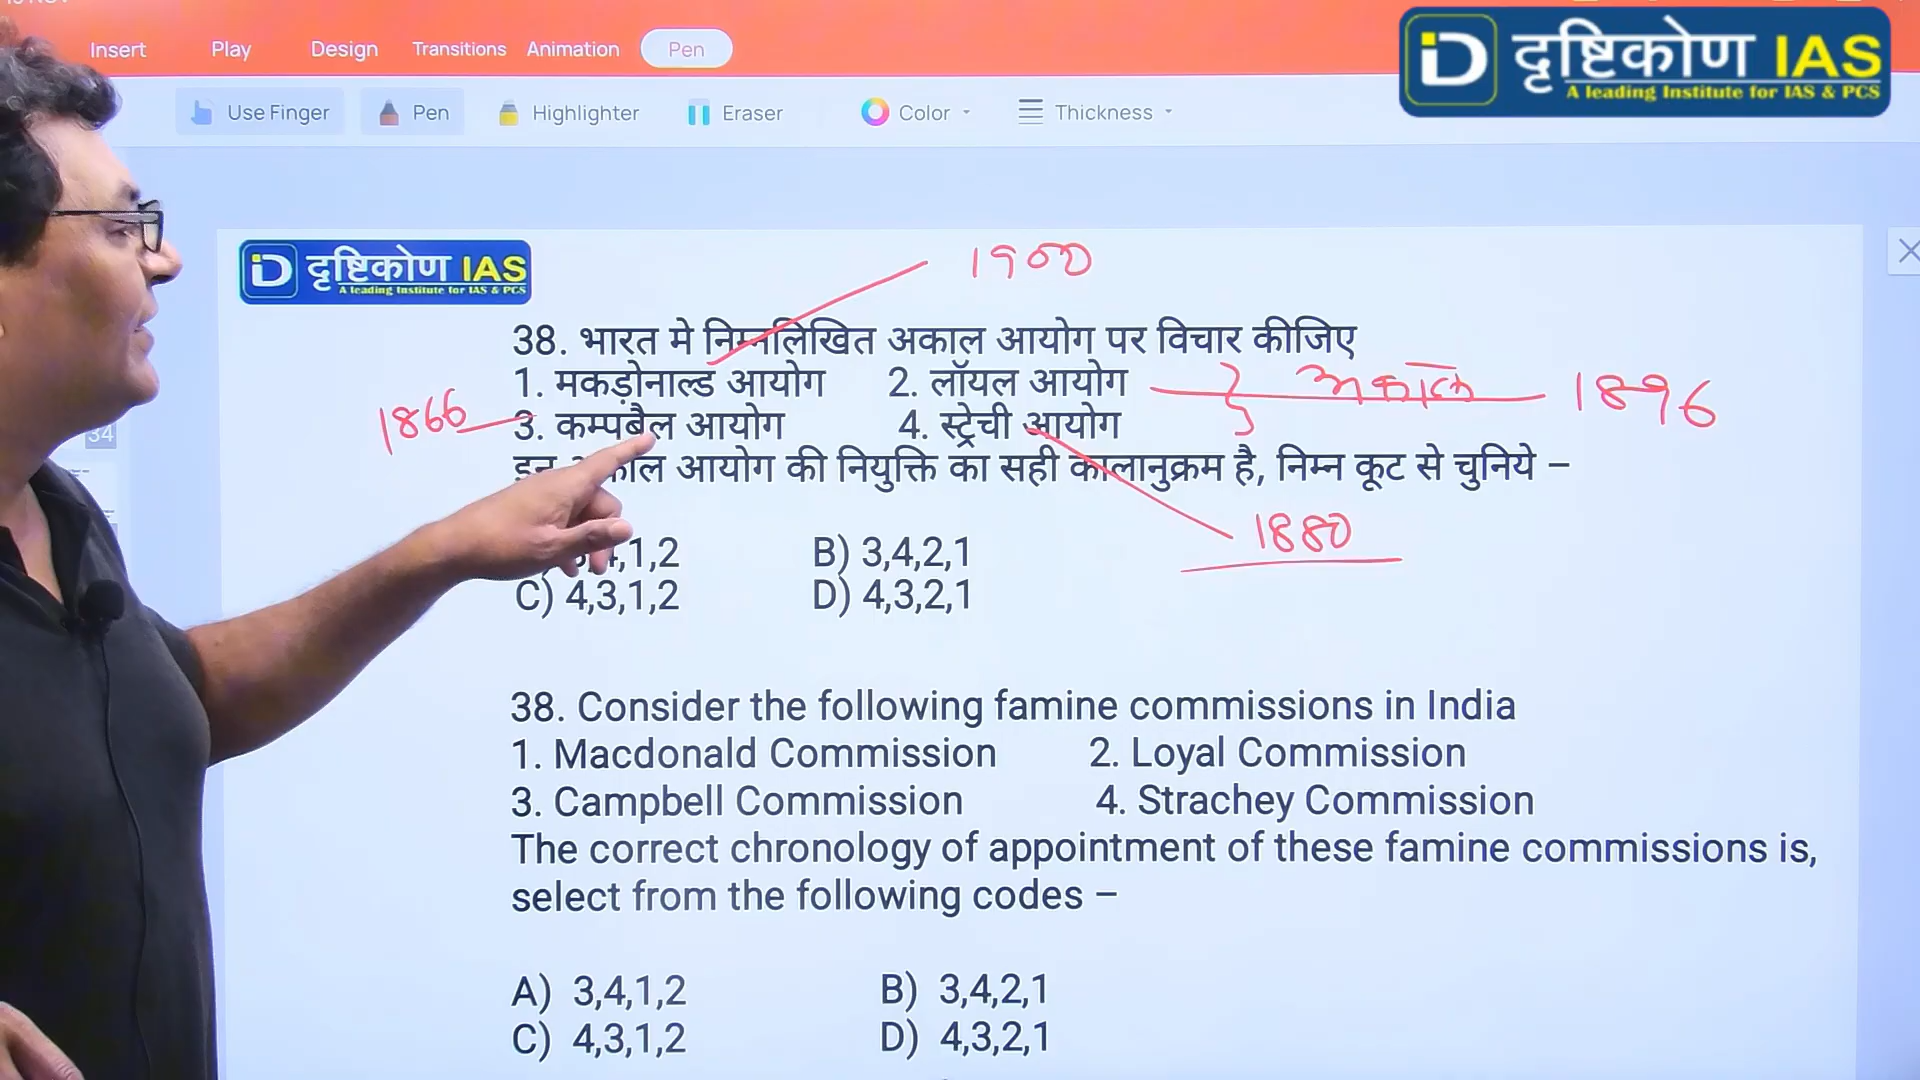 Insert Play Design Transitions Animation Pen
दृष्टिकोण IAS
A leading Institute for IAS & PCS
Use Finger Pen Highlighter Eraser Color Thickness
दृष्टिकोण IAS
A leading Institute for IAS & PCS
1900
38. भारत मे निम्नलिखित अकाल आयोग पर विचार कीजिए
1. मकड़ोनाल्ड आयोग 2. लॉयल आयोग अकाल 1896
1866 3. कम्पबैल आयोग 4. स्ट्रेची आयोग
34
इन अकाल आयोग की नियुक्ति का सही कालानुक्रम है, निम्न कूट से चुनिये –
1880
3,4,1,2 B) 3,4,2,1
C) 4,3,1,2 D) 4,3,2,1
38. Consider the following famine commissions in India
1. Macdonald Commission 2. Loyal Commission
3. Campbell Commission 4. Strachey Commission
The correct chronology of appointment of these famine commissions is,
select from the following codes –
A) 3,4,1,2 B) 3,4,2,1
C) 4,3,1,2 D) 4,3,2,1